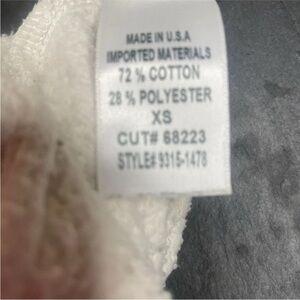 MADE IN U.S.A
IMPORTED MATERIALS
72 % COTTON
28 % POLYESTER
XS
CUT# 68223
STYLE# 9315-1478